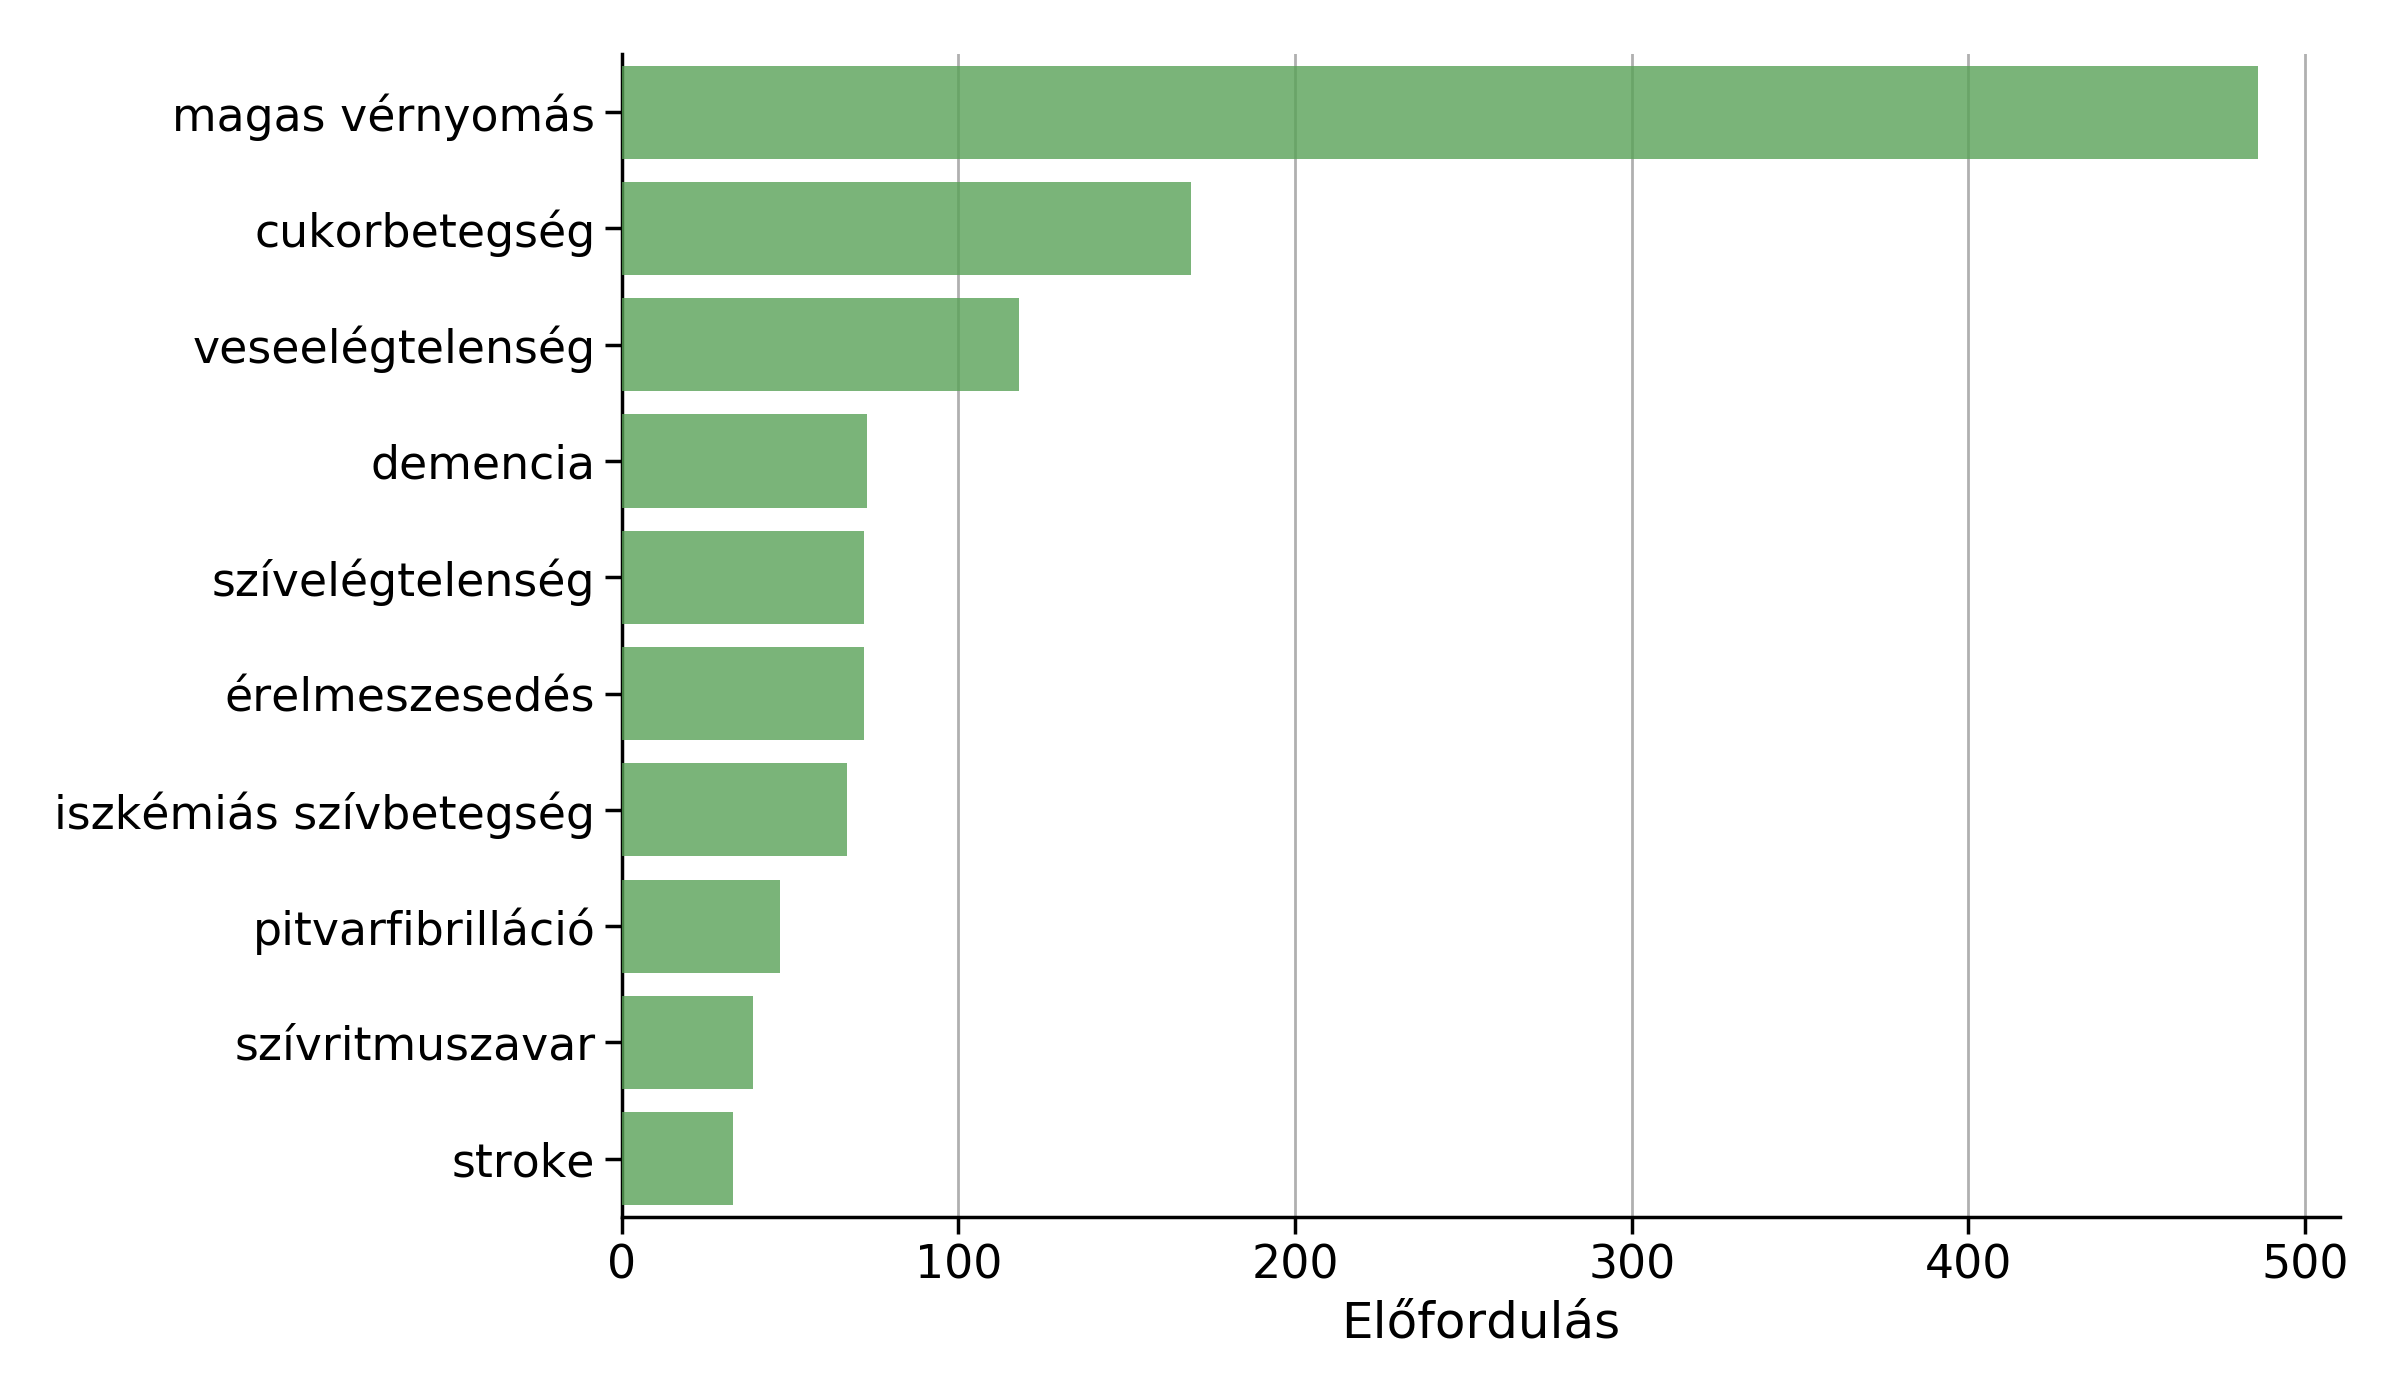 magas vérnyomás
cukorbetegség
veseelégtelenség
demencia
szívelégtelenség
érelmeszesedés
iszkémiás szívbetegség
pitvarfibrilláció
szívritmuszavar
stroke
0 100 200 300 400 500
Előfordulás